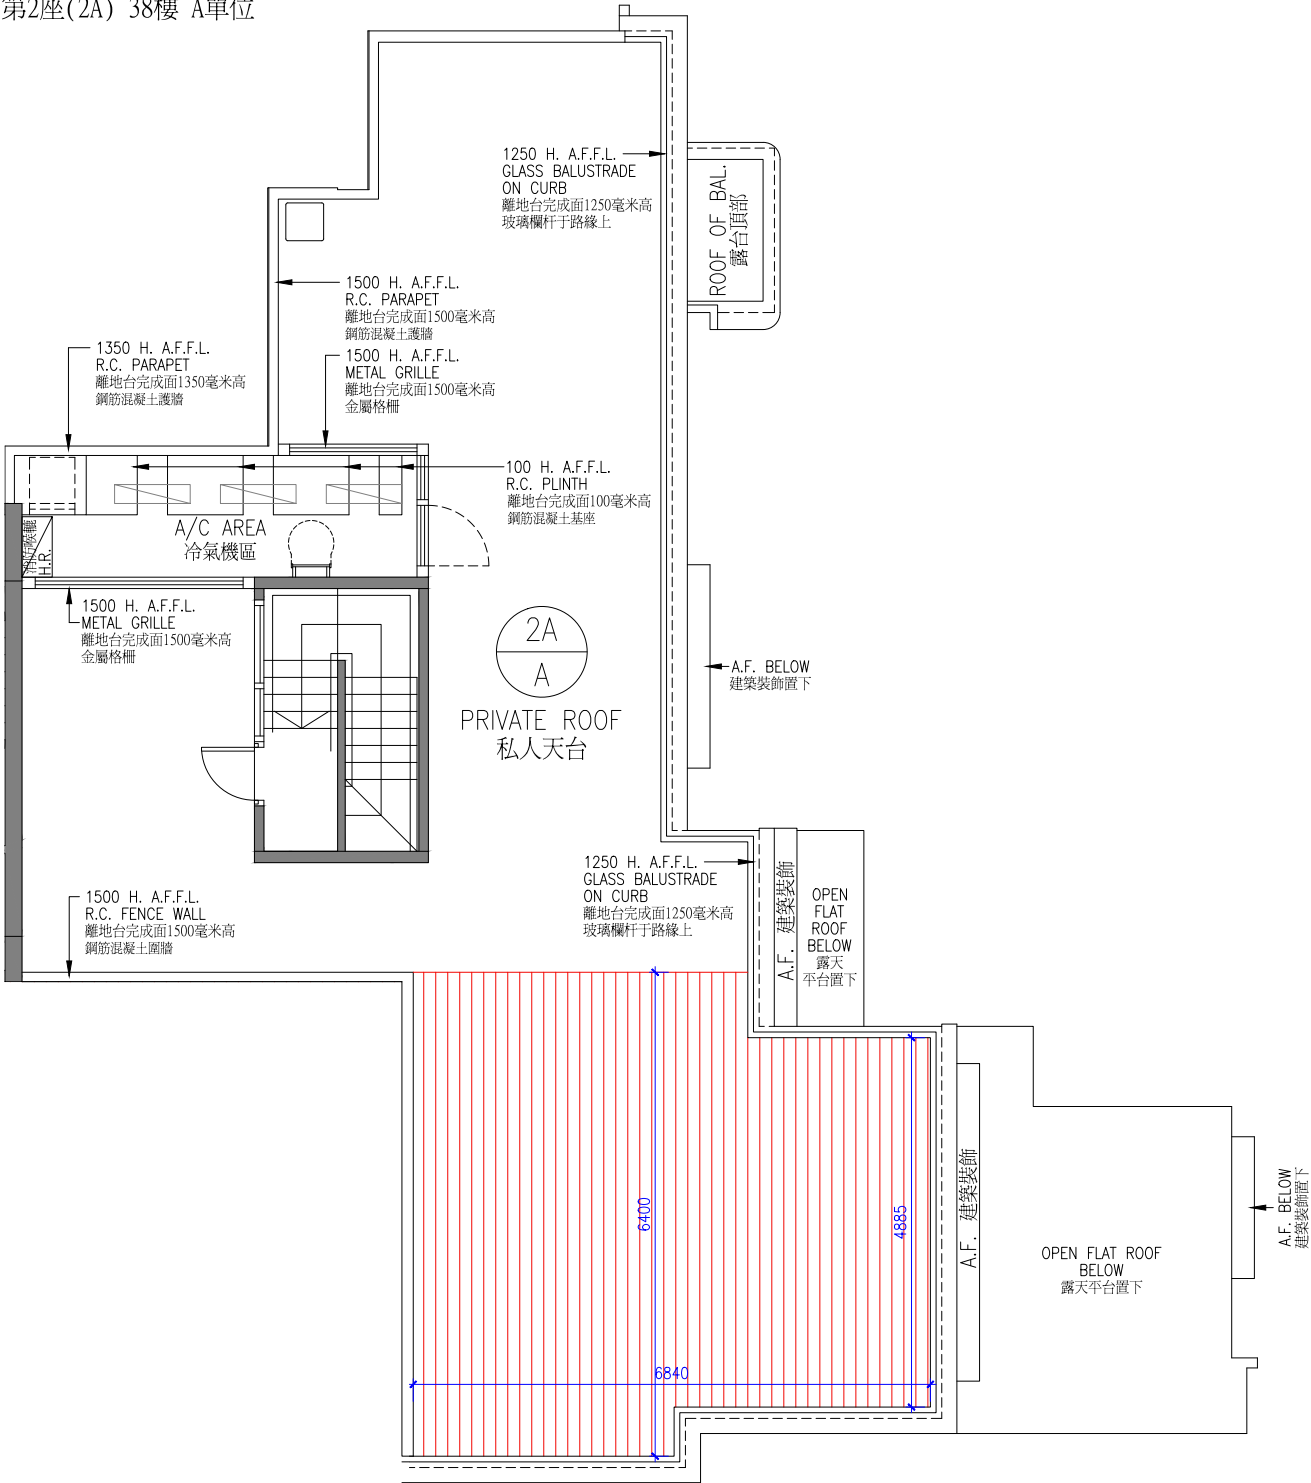 第2座(2A) 38樓 A單位
1250 H. A.F.F.L.
GLASS BALUSTRADE
ON CURB
離地台完成面1250毫米高
玻璃欄杆于路緣上
ROOF OF BAL.
露台頂部
1500 H. A.F.F.L.
R.C. PARAPET
離地台完成面1500毫米高
鋼筋混凝土護牆
1350 H. A.F.F.L.
R.C. PARAPET
離地台完成面1350毫米高
鋼筋混凝土護牆
1500 H. A.F.F.L.
METAL GRILLE
離地台完成面1500毫米高
金屬格柵
100 H. A.F.F.L.
R.C. PLINTH
離地台完成面100毫米高
鋼筋混凝土基座
A/C AREA
冷氣機區
消防喉轆
H.R.
1500 H. A.F.F.L.
METAL GRILLE
離地台完成面1500毫米高
金屬格柵
2A
A
PRIVATE ROOF
私人天台
A.F. BELOW
建築裝飾置下
1250 H. A.F.F.L.
GLASS BALUSTRADE
ON CURB
離地台完成面1250毫米高
玻璃欄杆于路緣上
A.F. 建築裝飾
OPEN
FLAT
ROOF
BELOW
露天
平台置下
1500 H. A.F.F.L.
R.C. FENCE WALL
離地台完成面1500毫米高
鋼筋混凝土圍牆
6400
4885
6840
A.F. 建築裝飾
OPEN FLAT ROOF
BELOW
露天平台置下
A.F. BELOW
建築裝飾置下